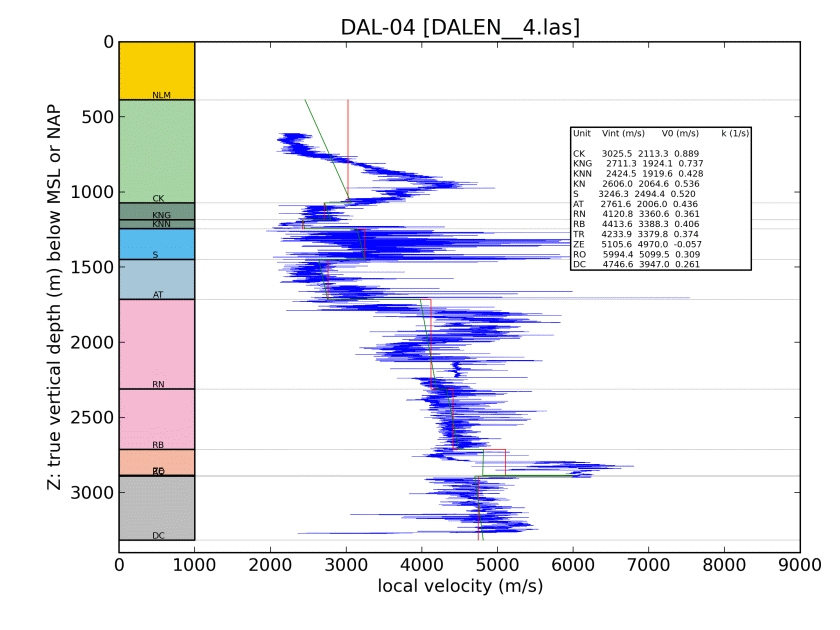 DAL-04 [DALEN__4.las]
0
NLM
500
Unit Vint (m/s) V0 (m/s) k (1/s)
CK 3025.5 2113.3 0.889
KNG 2711.3 1924.1 0.737
KNN 2424.5 1919.6 0.428
KN 2606.0 2064.6 0.536
S 3246.3 2494.4 0.520
AT 2761.6 2006.0 0.436
RN 4120.8 3360.6 0.361
RB 4413.6 3388.3 0.406
TR 4233.9 3379.8 0.374
ZE 5105.6 4970.0 -0.057
RO 5994.4 5099.5 0.309
DC 4746.6 3947.0 0.261
1000
CK
KNG
KNN
S
1500
AT
2000
RN
2500
RB
3000
DC
Z: true vertical depth (m) below MSL or NAP
0 1000 2000 3000 4000 5000 6000 7000 8000 9000
local velocity (m/s)